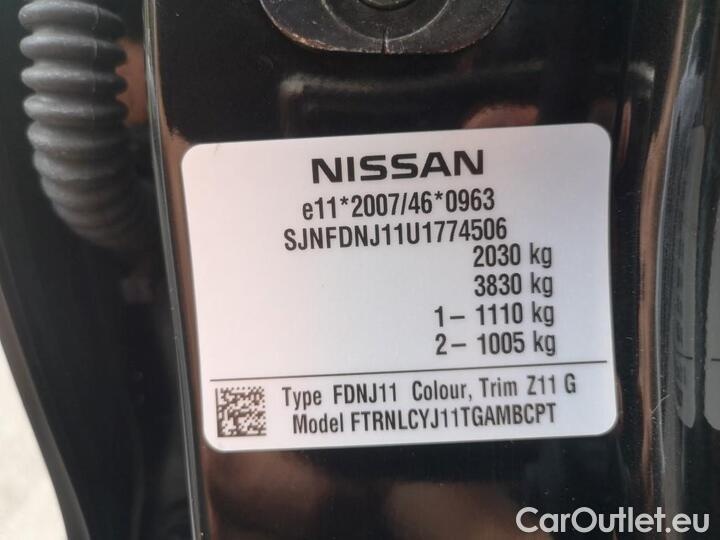 NISSAN
e11*2007/46*0963
SJNFDNJ11U1774506
2030 kg
3830 kg
1– 1110 kg
2– 1005 kg
Type FDNJ11 Colour, Trim Z11 G
Model FTRNLCYJ11TGAMBCPT
CarOutlet.eu